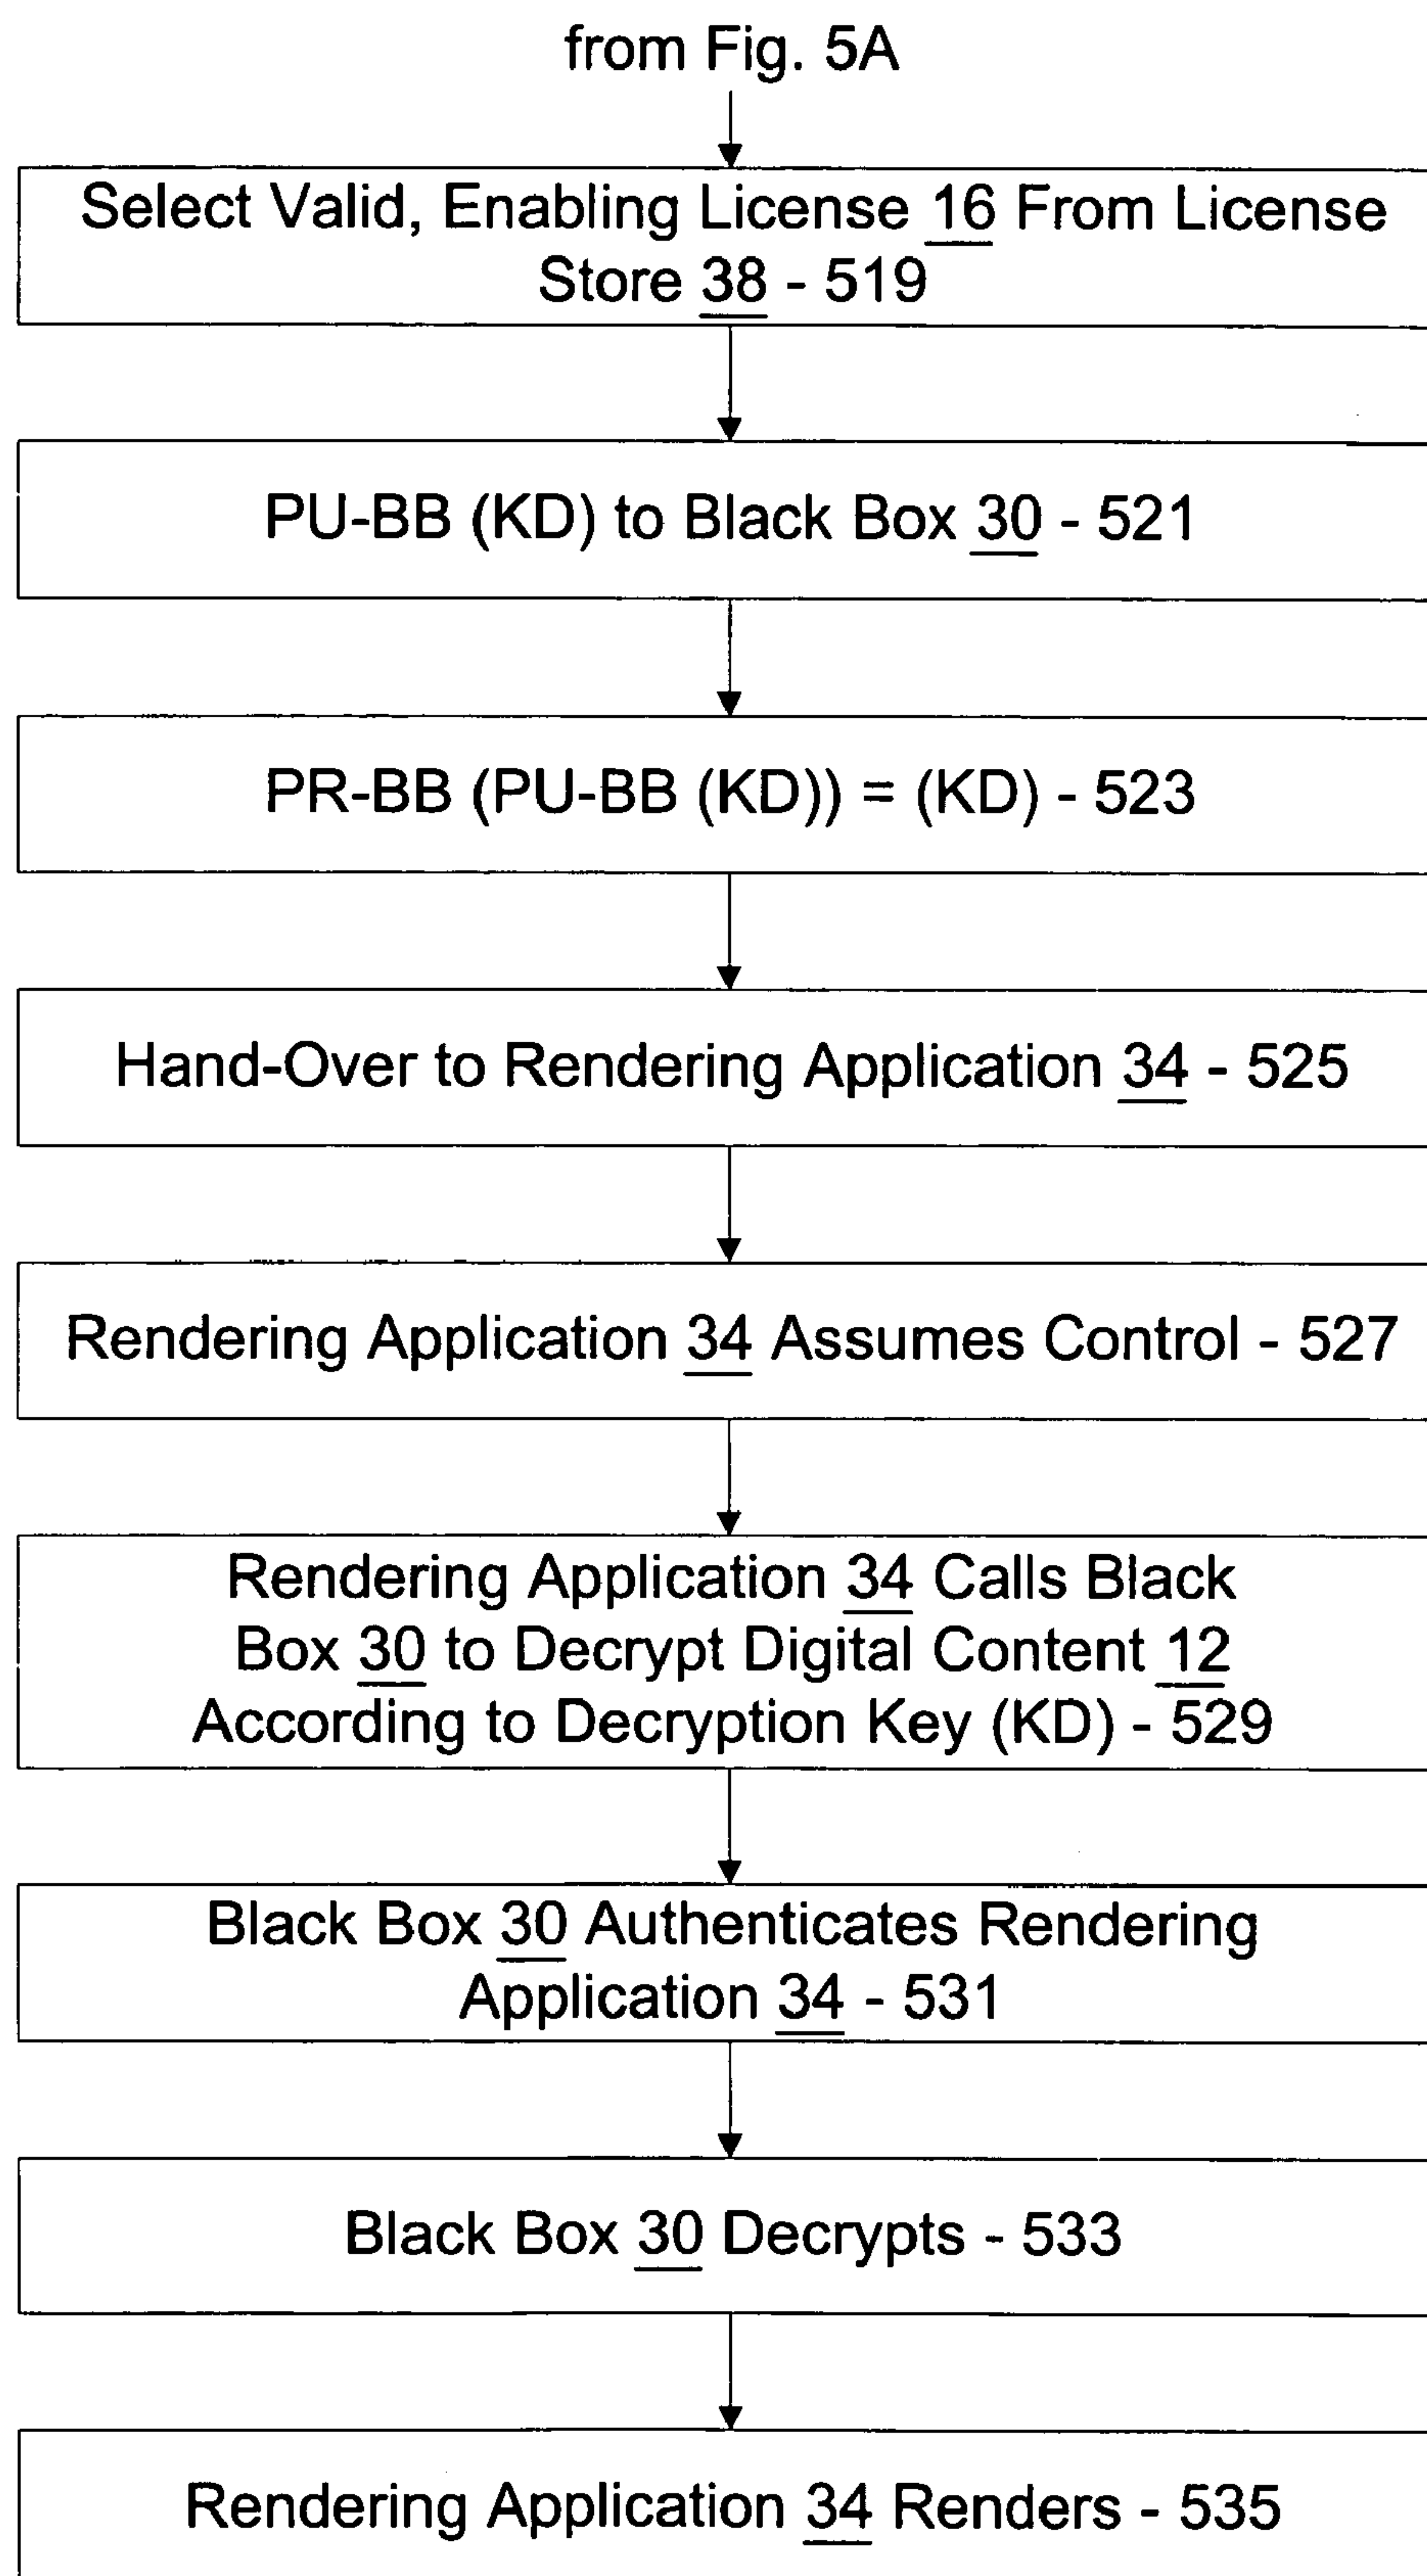 from Fig. 5A
Select Valid, Enabling License 16 From License
Store 38 - 519
PU-BB (KD) to Black Box 30 - 521
PR-BB (PU-BB (KD)) = (KD) - 523
Hand-Over to Rendering Application 34 - 525
Rendering Application 34 Assumes Control - 527
Rendering Application 34 Calls Black
Box 30 to Decrypt Digital Content 12
According to Decryption Key (KD) - 529
Black Box 30 Authenticates Rendering
Application 34 - 531
Black Box 30 Decrypts - 533
Rendering Application 34 Renders - 535